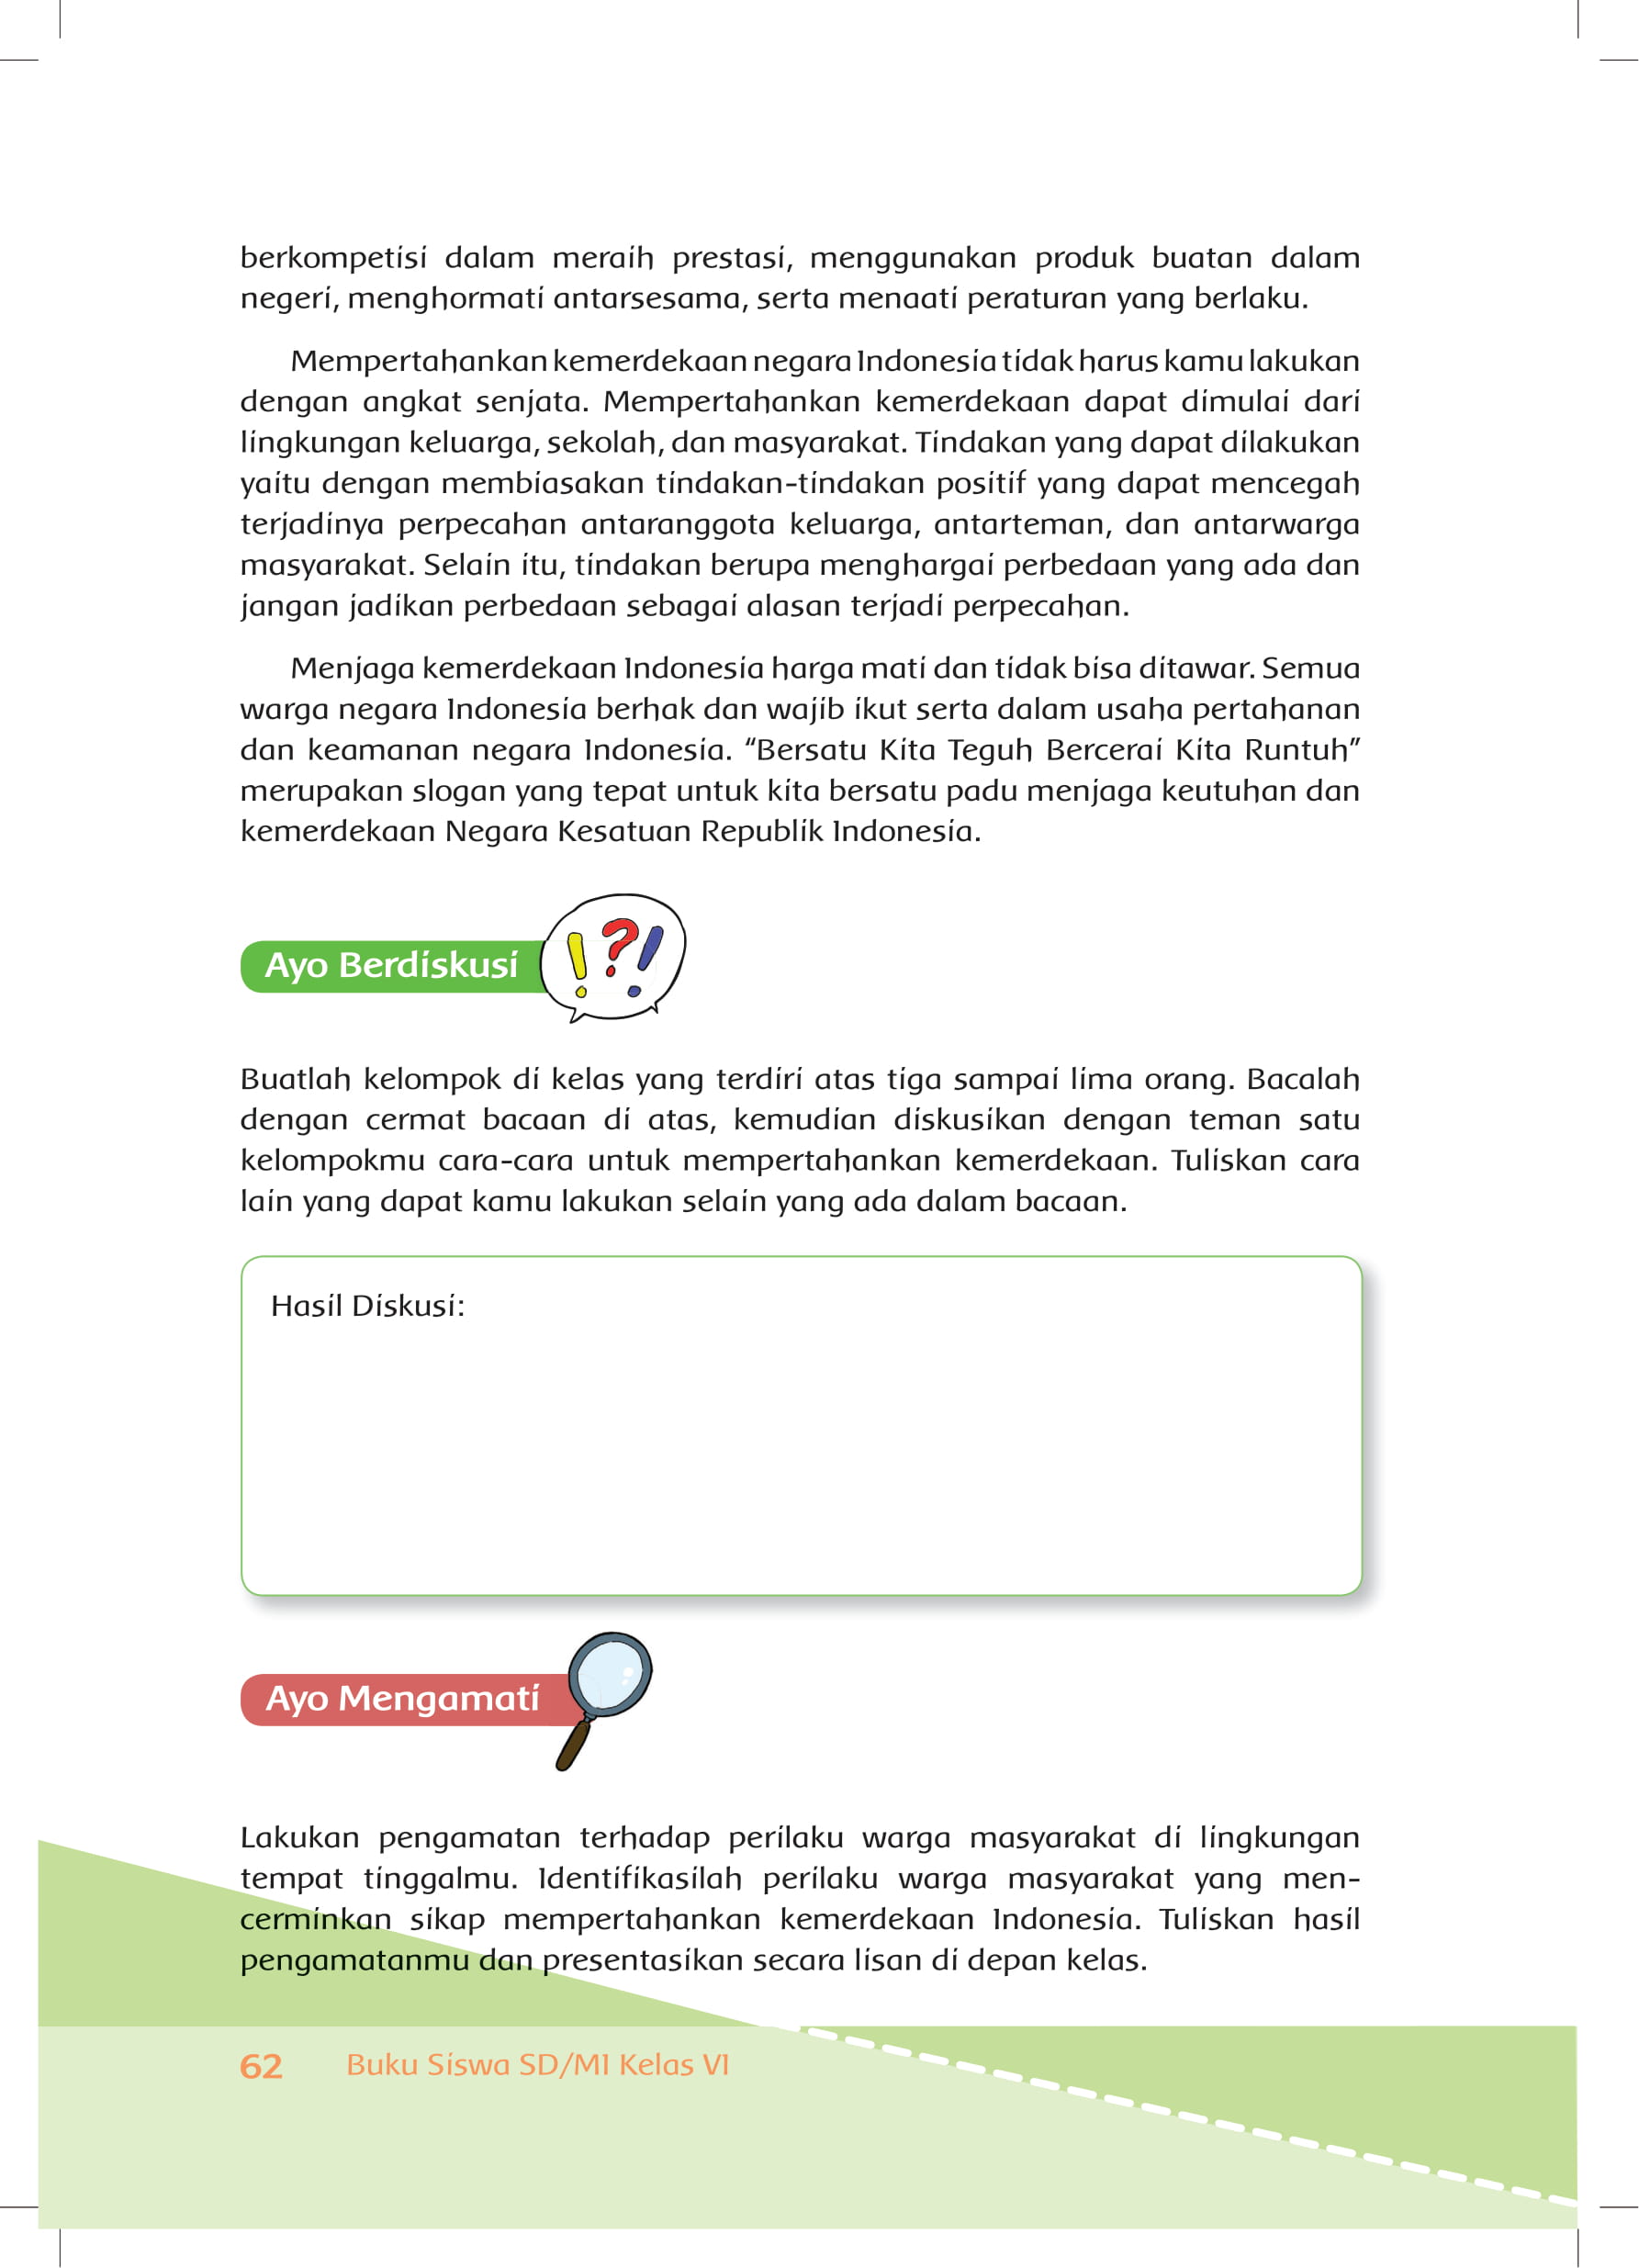 berkompetisi dalam meraih prestasi, menggunakan produk buatan dalam
negeri, menghormati antarsesama, serta menaati peraturan yang berlaku.
Mempertahankan kemerdekaan negara Indonesia tidak harus kamu lakukan
dengan angkat senjata. Mempertahankan kemerdekaan dapat dimulai dari
lingkungan keluarga, sekolah, dan masyarakat. Tindakan yang dapat dilakukan
yaitu dengan membiasakan tindakan-tindakan positif yang dapat mencegah
terjadinya perpecahan antaranggota keluarga, antarteman, dan antarwarga
masyarakat. Selain itu, tindakan berupa menghargai perbedaan yang ada dan
jangan jadikan perbedaan sebagai alasan terjadi perpecahan.
Menjaga kemerdekaan Indonesia harga mati dan tidak bisa ditawar. Semua
warga negara Indonesia berhak dan wajib ikut serta dalam usaha pertahanan
dan keamanan negara Indonesia. “Bersatu Kita Teguh Bercerai Kita Runtuh”
merupakan slogan yang tepat untuk kita bersatu padu menjaga keutuhan dan
kemerdekaan Negara Kesatuan Republik Indonesia.
Ayo Berdiskusi
!?!
Buatlah kelompok di kelas yang terdiri atas tiga sampai lima orang. Bacalah
dengan cermat bacaan di atas, kemudian diskusikan dengan teman satu
kelompokmu cara-cara untuk mempertahankan kemerdekaan. Tuliskan cara
lain yang dapat kamu lakukan selain yang ada dalam bacaan.
Hasil Diskusi:
Ayo Mengamati
Lakukan pengamatan terhadap perilaku warga masyarakat di lingkungan
tempat tinggalmu. Identifikasilah perilaku warga masyarakat yang men-
cerminkan sikap mempertahankan kemerdekaan Indonesia. Tuliskan hasil
pengamatanmu dan presentasikan secara lisan di depan kelas.
62 Buku Siswa SD/MI Kelas VI